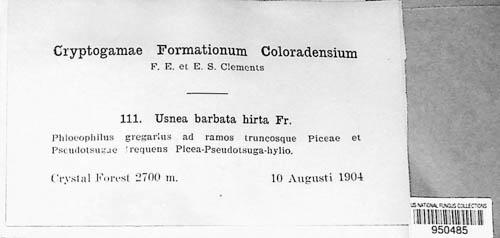 Cryptogamae Formationum Coloradensium
F. E. et E. S. Clements
111. Usnea barbata hirta Fr.
Phloeophilus gregarius ad ramos truncosque Piceae et
Pseudotsugae frequens Picea-Pseudotsuga-hylio.
Crystal Forest 2700 m. 10 Augusti 1904
US NATIONAL FUNGUS COLLECTIONS
950485